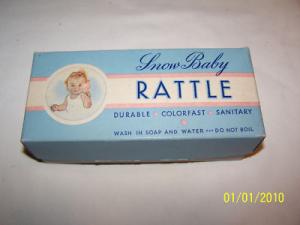 Snow Baby
RATTLE
DURABLE • COLORFAST • SANITARY
WASH IN SOAP AND WATER --- DO NOT BOIL
01/01/2010